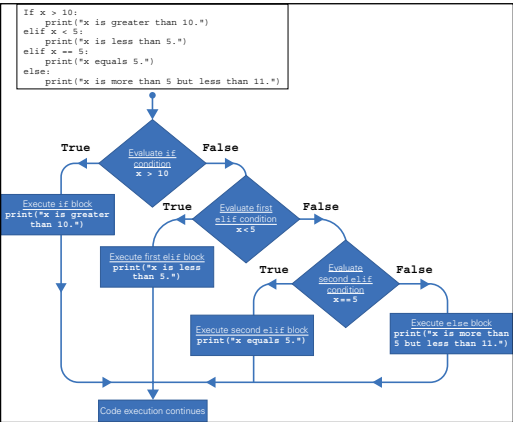 If x > 10:
    print("x is greater than 10.")
elif x < 5:
    print("x is less than 5.")
elif x == 5:
    print("x equals 5.")
else:
    print("x is more than 5 but less than 11.")
True
Evaluate if
condition
x > 10
False
Execute if block
print("x is greater
than 10.")
True
Evaluate first
elif condition
x<5
False
Execute first elif block
print("x is less
than 5.")
True
Evaluate
second elif
condition
x==5
False
Execute second elif block
print("x equals 5.")
Execute else block
print("x is more than
5 but less than 11.")
Code execution continues